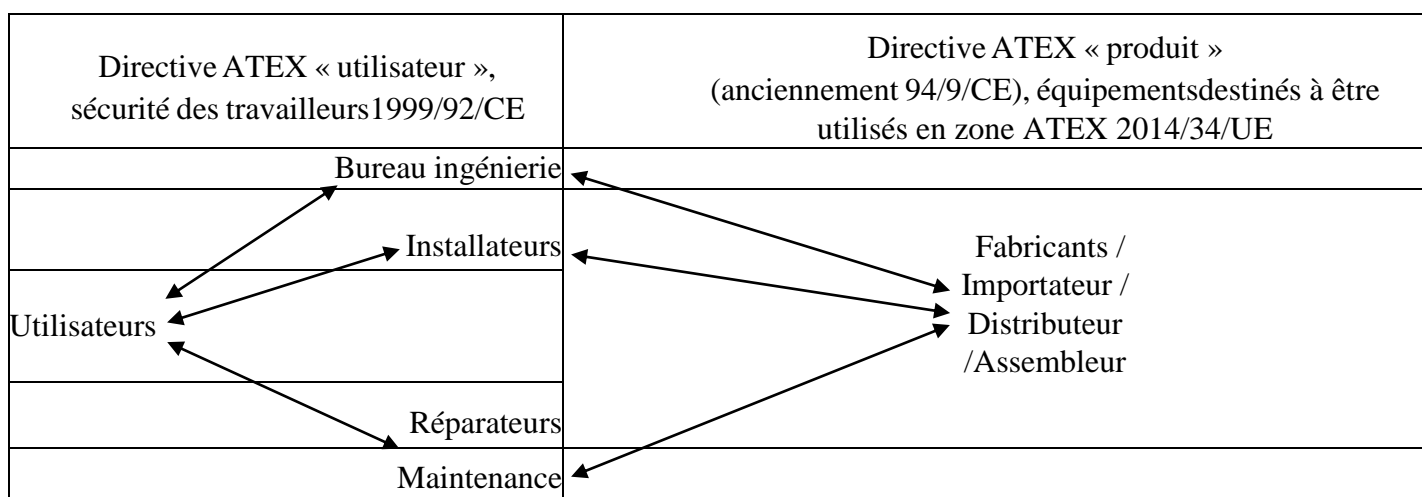 Directive ATEX « utilisateur »,
sécurité des travailleurs1999/92/CE
Directive ATEX « produit »
(anciennement 94/9/CE), équipementsdestinés à être
utilisés en zone ATEX 2014/34/UE
Bureau ingénierie
Installateurs
Utilisateurs
Réparateurs
Maintenance
Fabricants /
Importateur /
Distributeur
/Assembleur